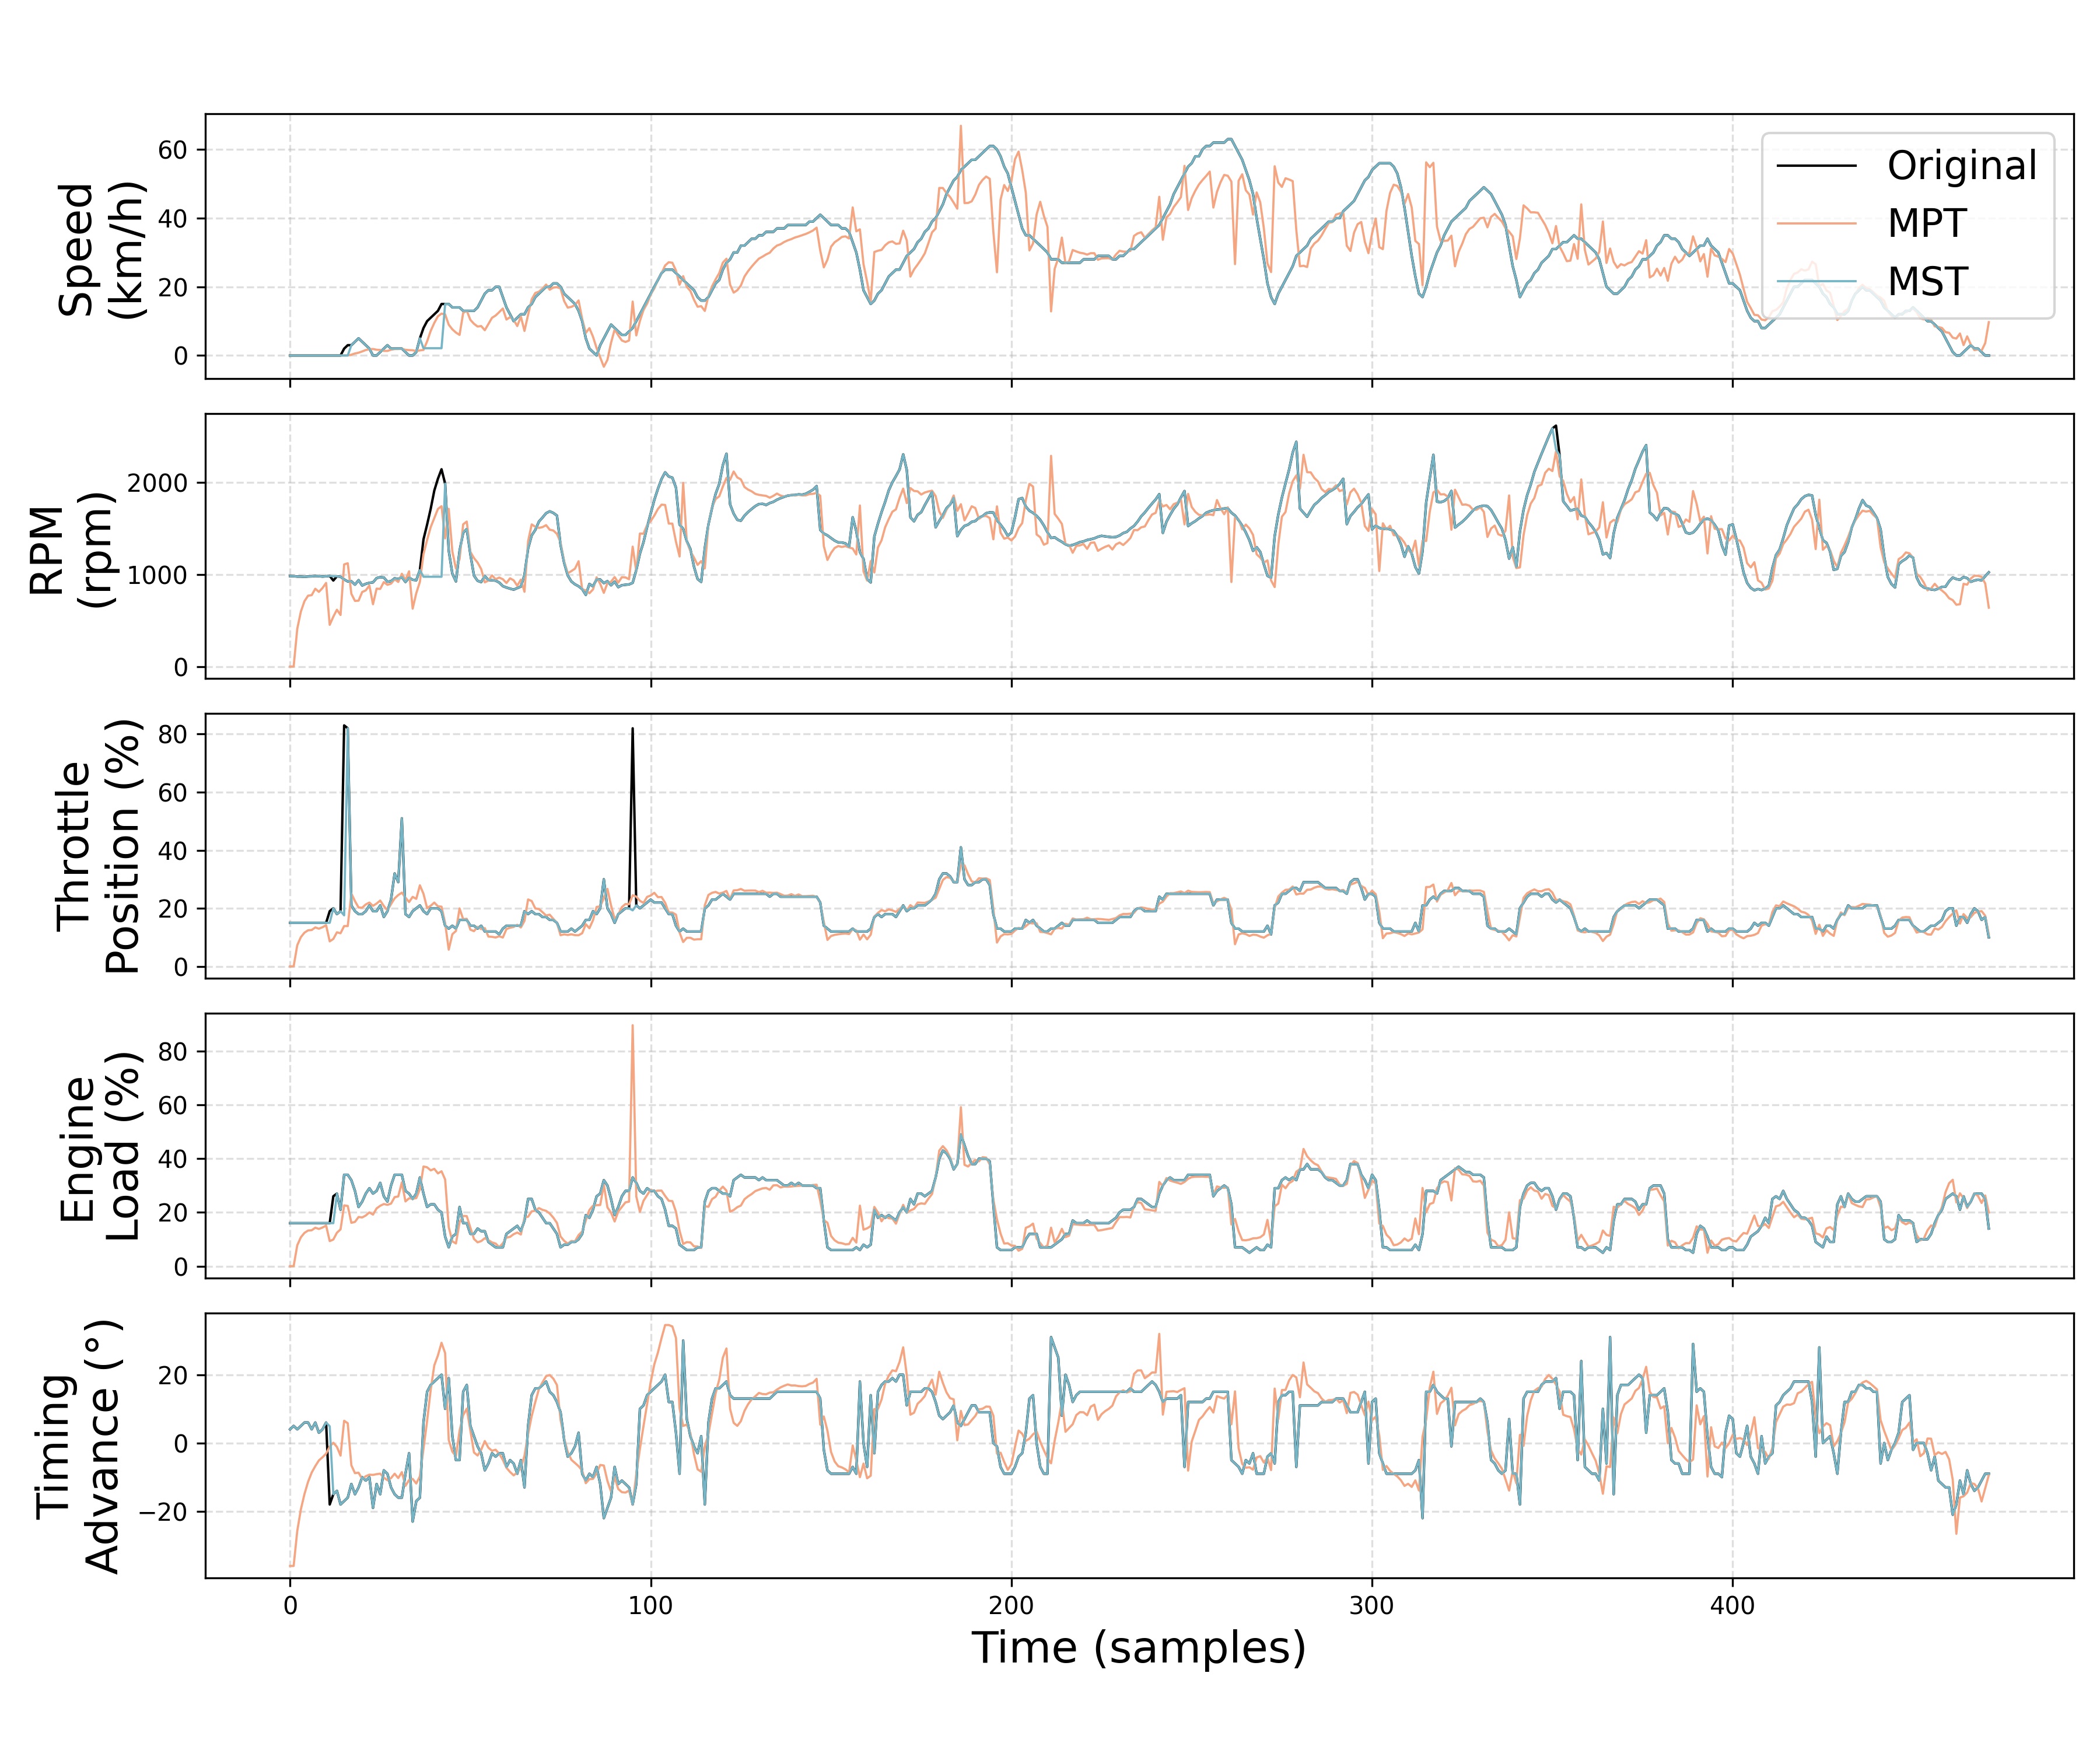 Speed
(km/h)
60
40
20
0
Original
MPT
MST
RPM
(rpm)
2000
1000
0
Throttle
Position (%)
80
60
40
20
0
Engine
Load (%)
80
60
40
20
0
Timing
Advance (°)
20
0
−20
0 100 200 300 400
Time (samples)